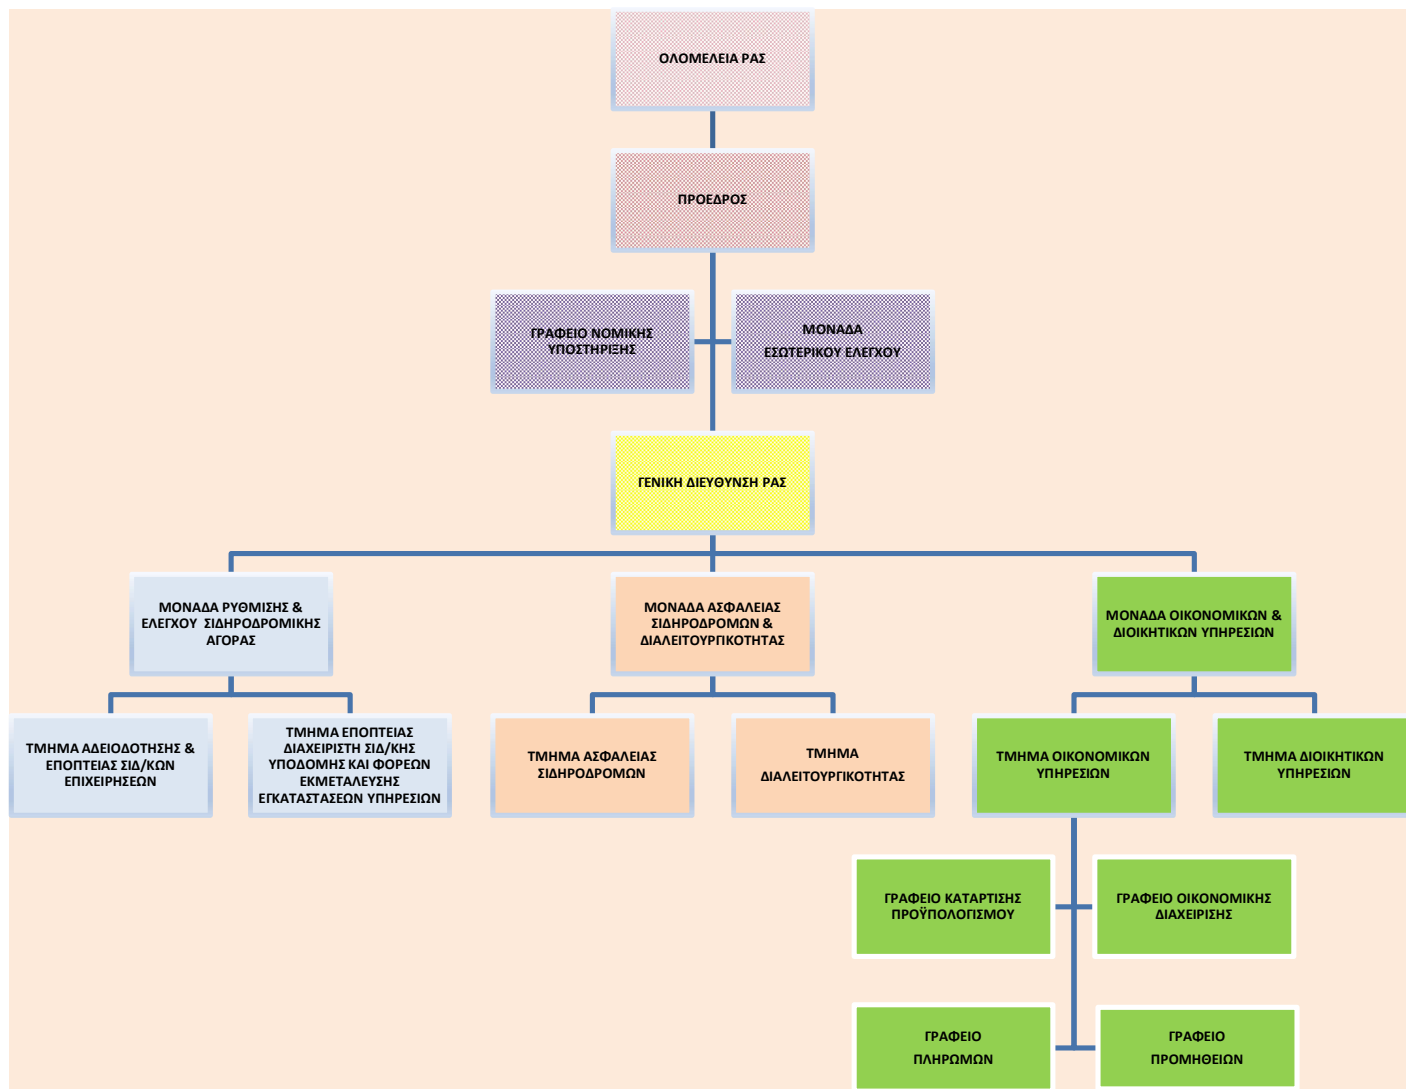 ΟΛΟΜΕΛΕΙΑ ΡΑΣ
ΠΡΟΕΔΡΟΣ
ΓΡΑΦΕΙΟ ΝΟΜΙΚΗΣ
ΥΠΟΣΤΗΡΙΞΗΣ
ΜΟΝΑΔΑ
ΕΣΩΤΕΡΙΚΟΥ ΕΛΕΓΧΟΥ
ΓΕΝΙΚΗ ΔΙΕΥΘΥΝΣΗ ΡΑΣ
ΜΟΝΑΔΑ ΡΥΘΜΙΣΗΣ &
ΕΛΕΓΧΟΥ ΣΙΔΗΡΟΔΡΟΜΙΚΗΣ
ΑΓΟΡΑΣ
ΜΟΝΑΔΑ ΑΣΦΑΛΕΙΑΣ
ΣΙΔΗΡΟΔΡΟΜΩΝ &
ΔΙΑΛΕΙΤΟΥΡΓΙΚΟΤΗΤΑΣ
ΜΟΝΑΔΑ ΟΙΚΟΝΟΜΙΚΩΝ &
ΔΙΟΙΚΗΤΙΚΩΝ ΥΠΗΡΕΣΙΩΝ
ΤΜΗΜΑ ΑΔΕΙΟΔΟΤΗΣΗΣ &
ΕΠΟΠΤΕΙΑΣ ΣΙΔ/ΚΩΝ
ΕΠΙΧΕΙΡΗΣΕΩΝ
ΤΜΗΜΑ ΕΠΟΠΤΕΙΑΣ
ΔΙΑΧΕΙΡΙΣΤΗ ΣΙΔ/ΚΗΣ
ΥΠΟΔΟΜΗΣ ΚΑΙ ΦΟΡΕΩΝ
ΕΚΜΕΤΑΛΕΥΣΗΣ
ΕΓΚΑΤΑΣΤΑΣΕΩΝ ΥΠΗΡΕΣΙΩΝ
ΤΜΗΜΑ ΑΣΦΑΛΕΙΑΣ
ΣΙΔΗΡΟΔΡΟΜΩΝ
ΤΜΗΜΑ
ΔΙΑΛΕΙΤΟΥΡΓΙΚΟΤΗΤΑΣ
ΤΜΗΜΑ ΟΙΚΟΝΟΜΙΚΩΝ
ΥΠΗΡΕΣΙΩΝ
ΤΜΗΜΑ ΔΙΟΙΚΗΤΙΚΩΝ
ΥΠΗΡΕΣΙΩΝ
ΓΡΑΦΕΙΟ ΚΑΤΑΡΤΙΣΗΣ
ΠΡΟΫΠΟΛΟΓΙΣΜΟΥ
ΓΡΑΦΕΙΟ ΟΙΚΟΝΟΜΙΚΗΣ
ΔΙΑΧΕΙΡΙΣΗΣ
ΓΡΑΦΕΙΟ
ΠΛΗΡΩΜΩΝ
ΓΡΑΦΕΙΟ
ΠΡΟΜΗΘΕΙΩΝ